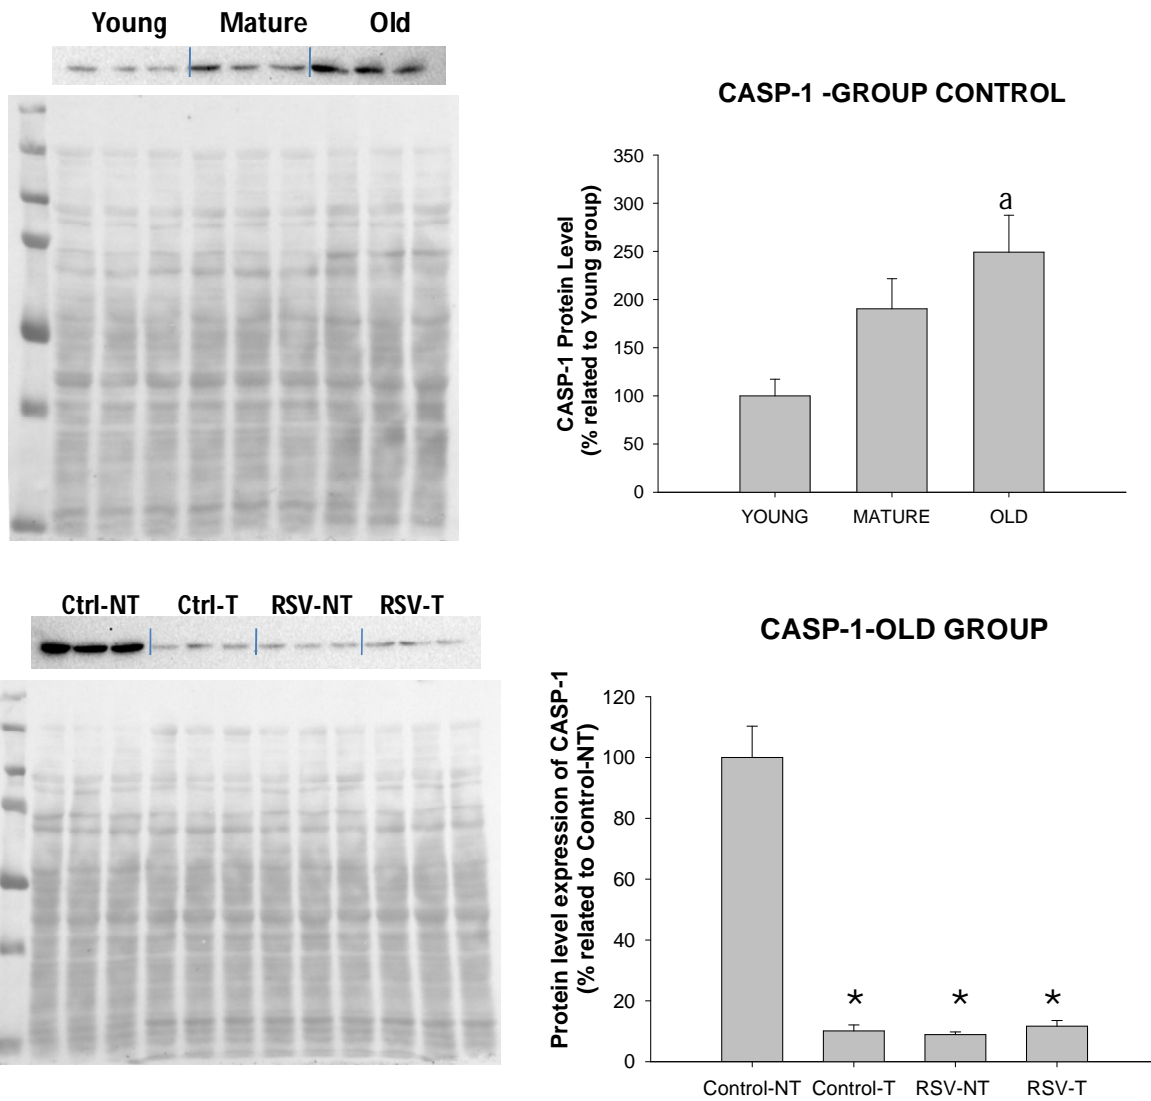 Young Mature Old
CASP-1 -GROUP CONTROL
CASP-1 Protein Level
(% related to Young group)
350
300
250
200
150
100
50
0
a
YOUNG MATURE OLD
Ctrl-NT Ctrl-T RSV-NT RSV-T
CASP-1-OLD GROUP
Protein level expression of CASP-1
(% related to Control-NT)
120
100
80
60
40
20
0
* * *
Control-NT Control-T RSV-NT RSV-T